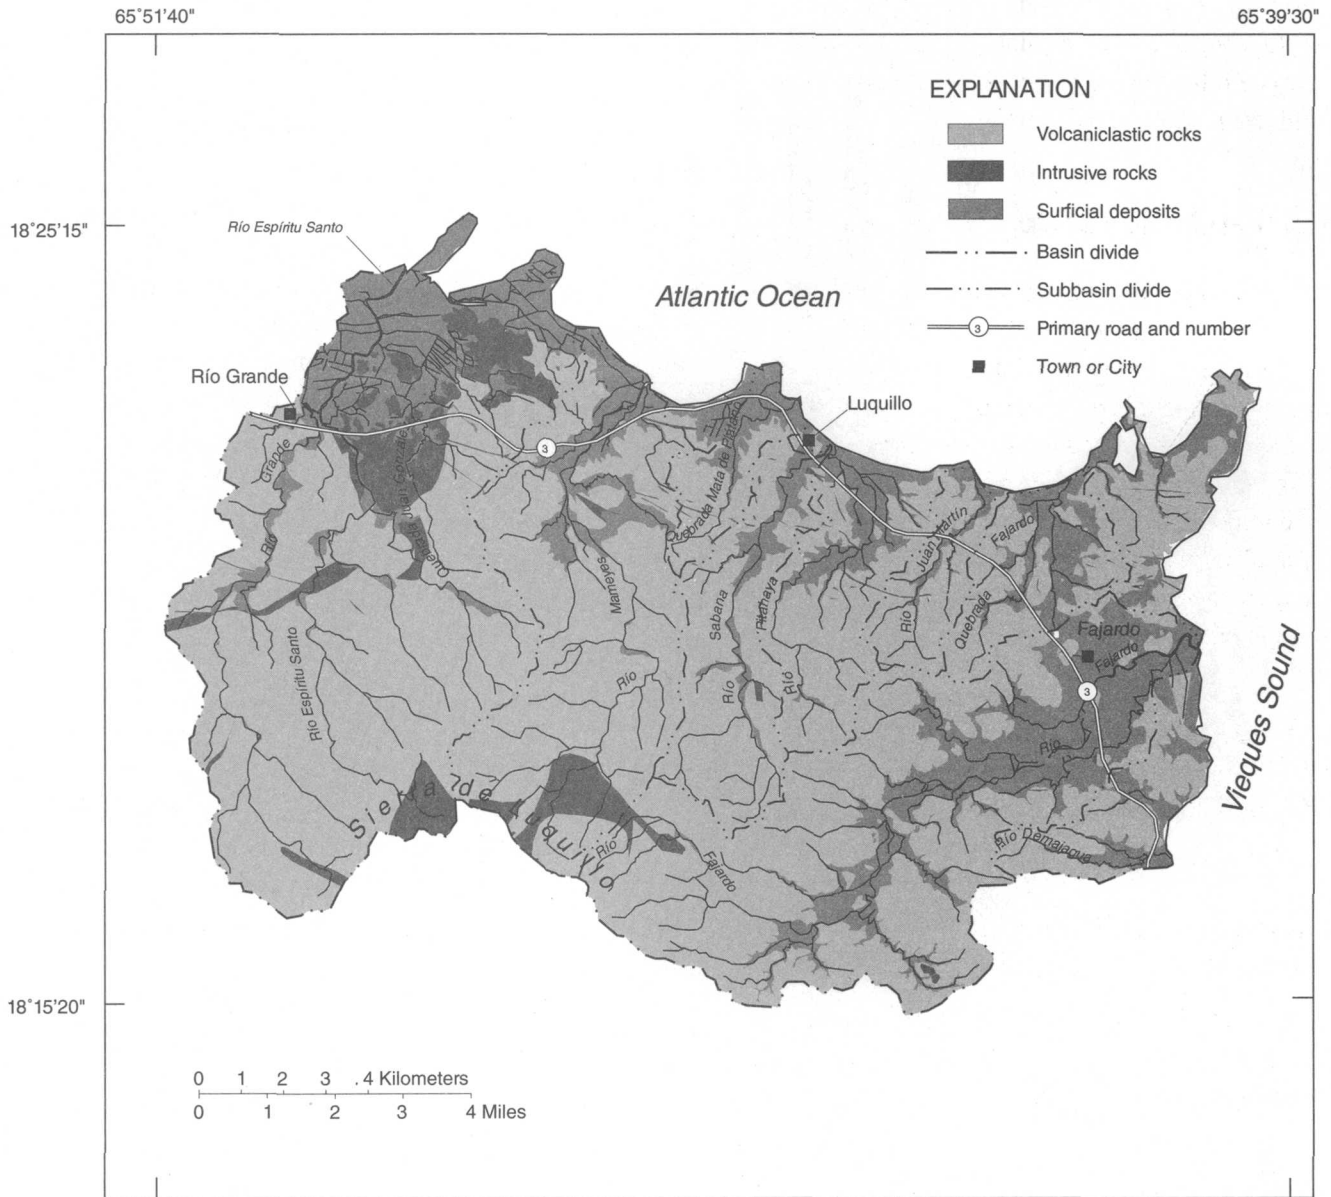 65°51'40"
65°39'30"
EXPLANATION
Volcaniclastic rocks
Intrusive rocks
Surficial deposits
Basin divide
Subbasin divide
3
Primary road and number
Town or City
18°25'15"
Río Espíritu Santo
Atlantic Ocean
Río Grande
Luquillo
3
Grande
Río
Quebrada Juan González
Quebrada Mata de Plátano
Mameyes
Río
Sabana
Río
Pitahaya
Río
Juan Martín
Río
Fajardo
Quebrada
Fajardo
Fajardo
3
Río
Río Espíritu Santo
Vieques Sound
Sierra de Luquillo
Río
Fajardo
Río Demajagua
18°15'20"
0 1 2 3 .4 Kilometers
0 1 2 3 4 Miles